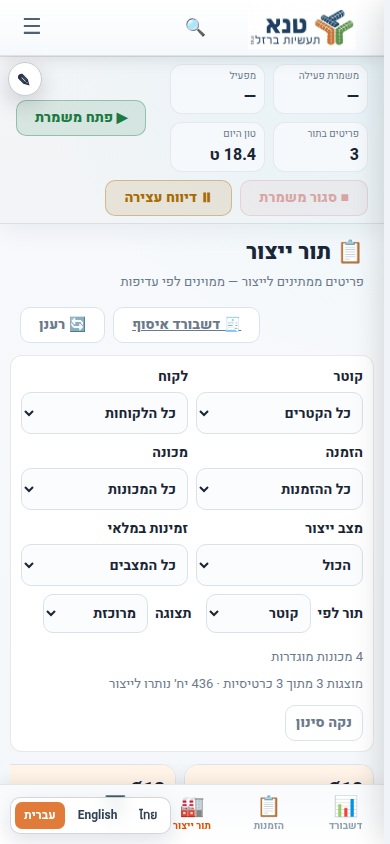 טנא
תעשיות ברזל
משמרת פעילה
—
מפעיל
—
פריטים בתור
3
טון היום
18.4 ט
פתח משמרת
סגור משמרת
דיווח עצירה
תור ייצור
פריטים ממתינים לייצור — ממוינים לפי עדיפות
דשבורד איסוף
רענן
קוטר
לקוח
כל הקטרים
כל הלקוחות
הזמנה
מכונה
כל ההזמנות
כל המכונות
מצב ייצור
זמינות במלאי
הכול
כל המצבים
תור לפי
קוטר
תצוגה
מרוכזת
4 מכונות מוגדרות
מוצגות 3 מתוך 3 כרטיסיות · 436 יח' נותרו לייצור
נקה סינון
דשבורד
הזמנות
תור ייצור
ไทย
English
עברית